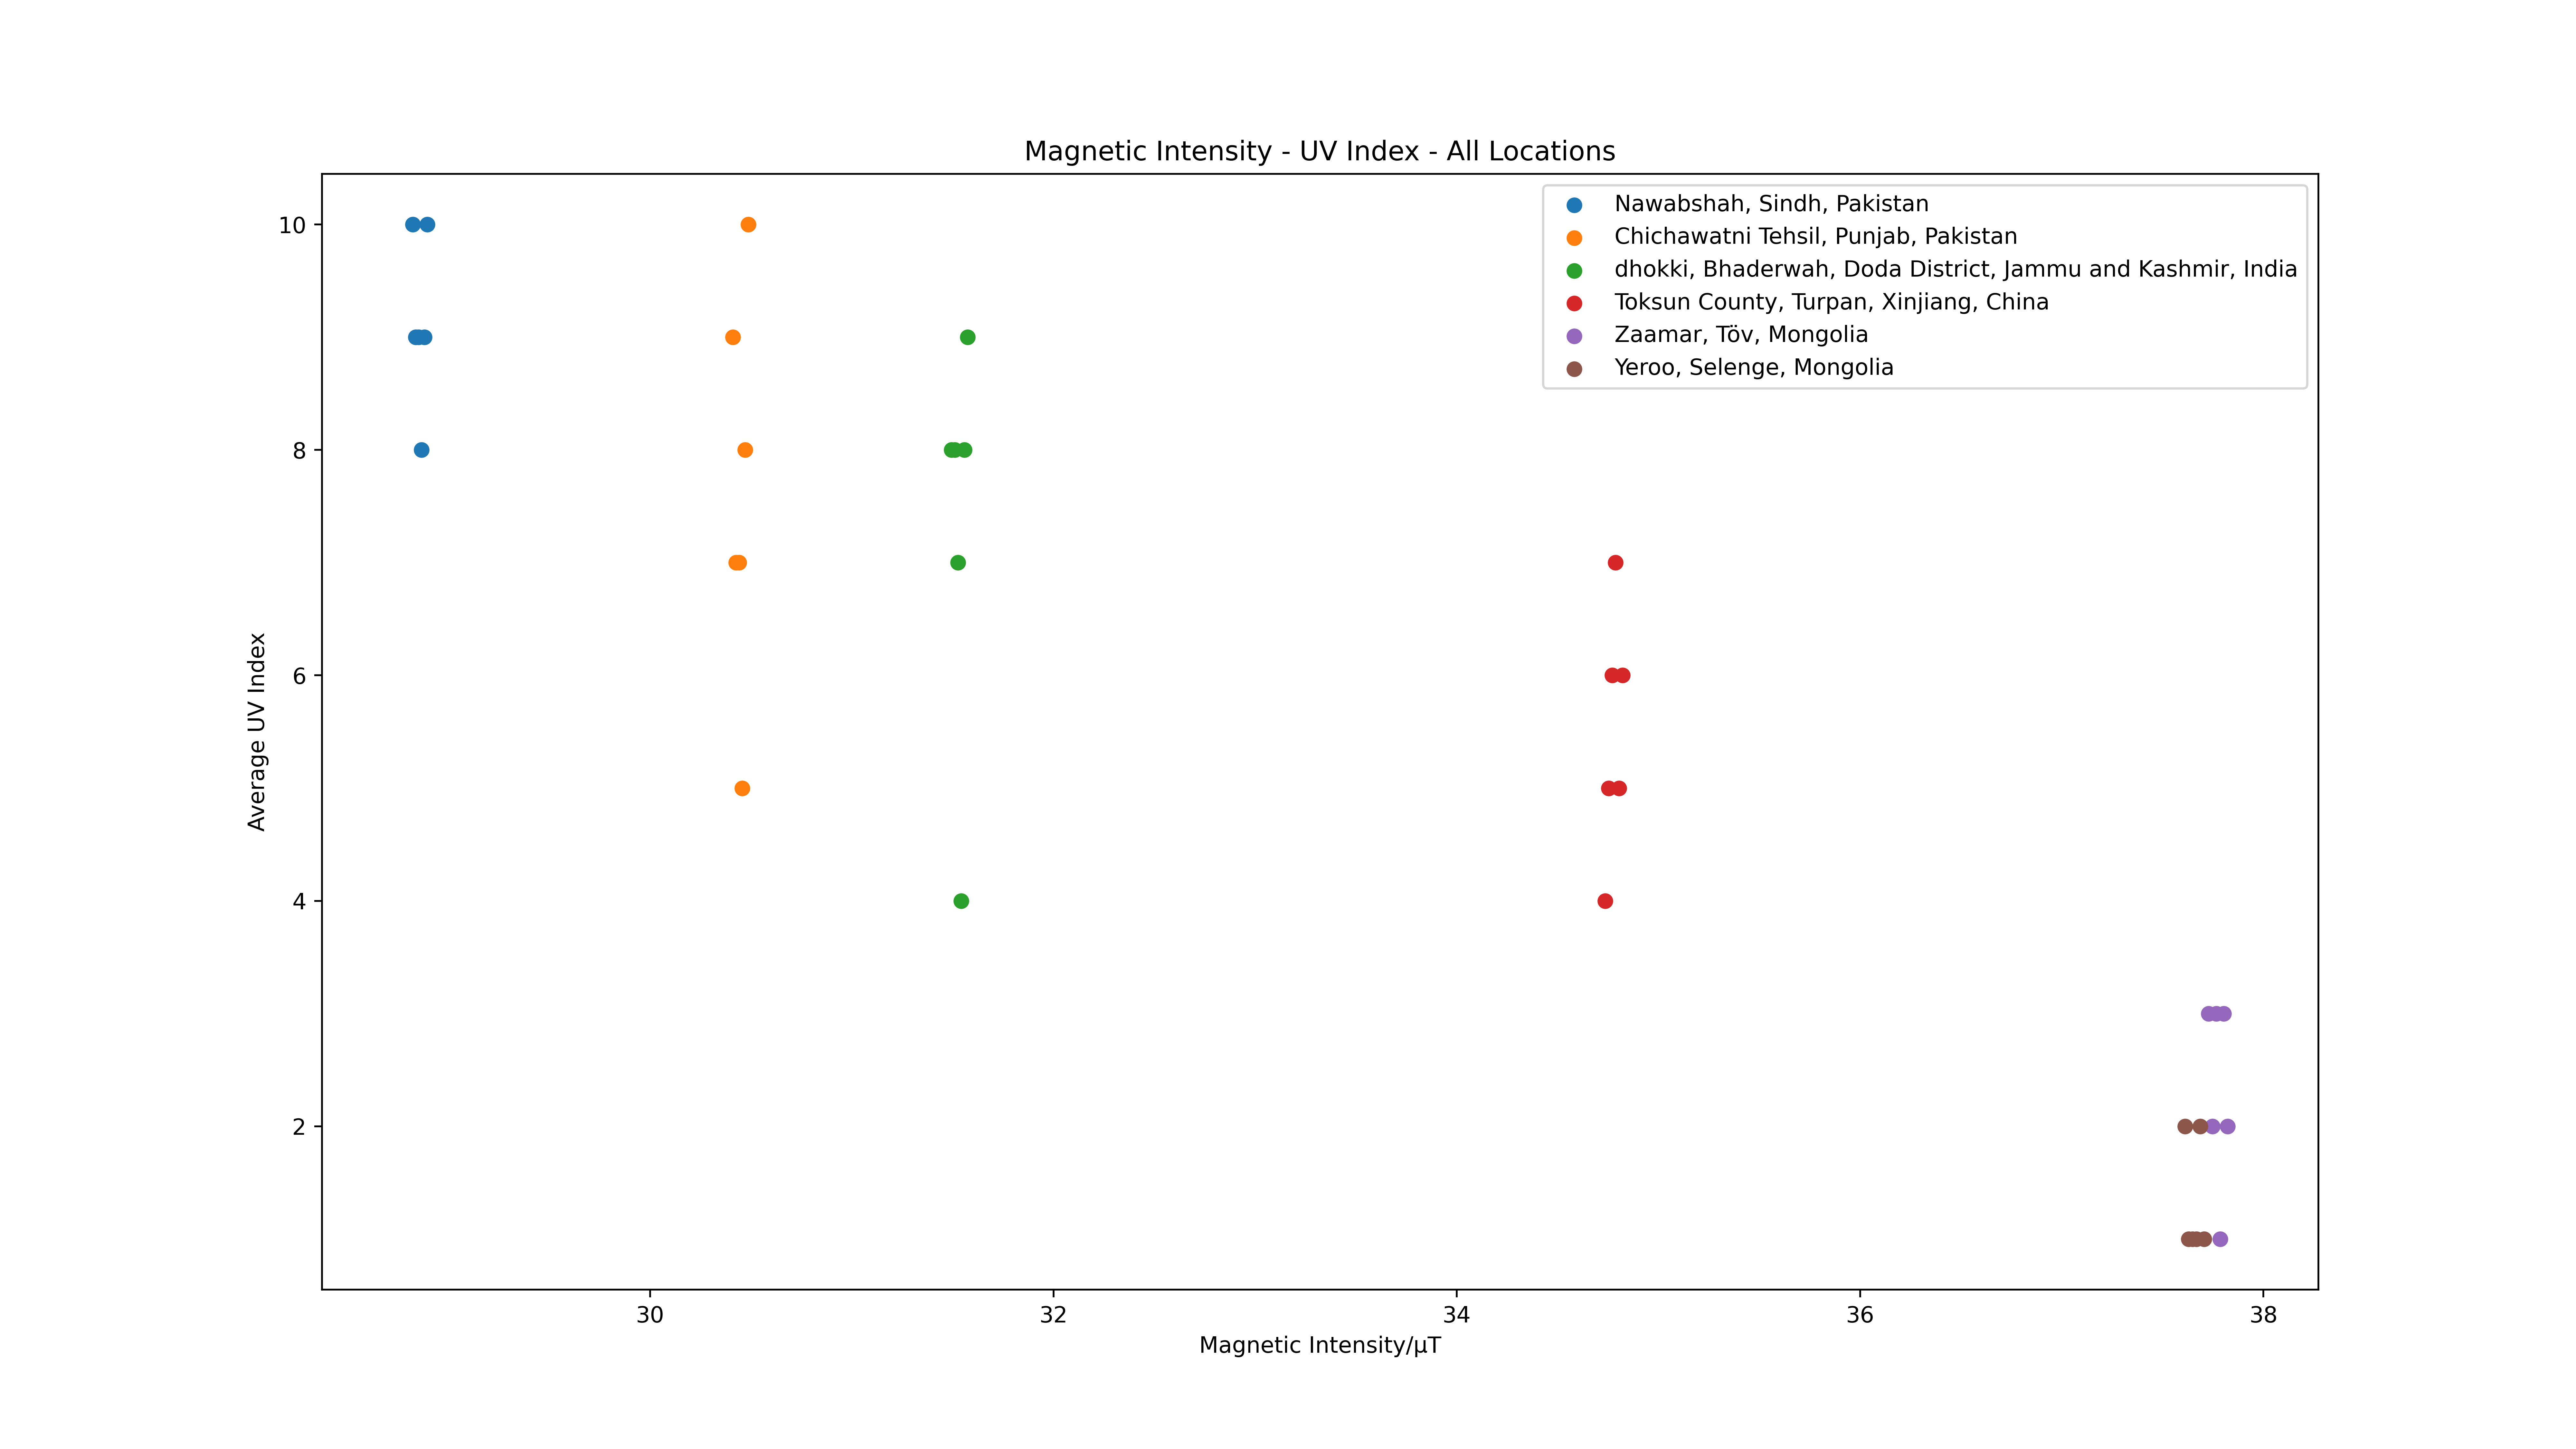 Magnetic Intensity - UV Index - All Locations
Nawabshah, Sindh, Pakistan
Chichawatni Tehsil, Punjab, Pakistan
dhokki, Bhaderwah, Doda District, Jammu and Kashmir, India
Toksun County, Turpan, Xinjiang, China
Zaamar, Töv, Mongolia
Yeroo, Selenge, Mongolia
Average UV Index
10
8
6
4
2
30 32 34 36 38
Magnetic Intensity/µT